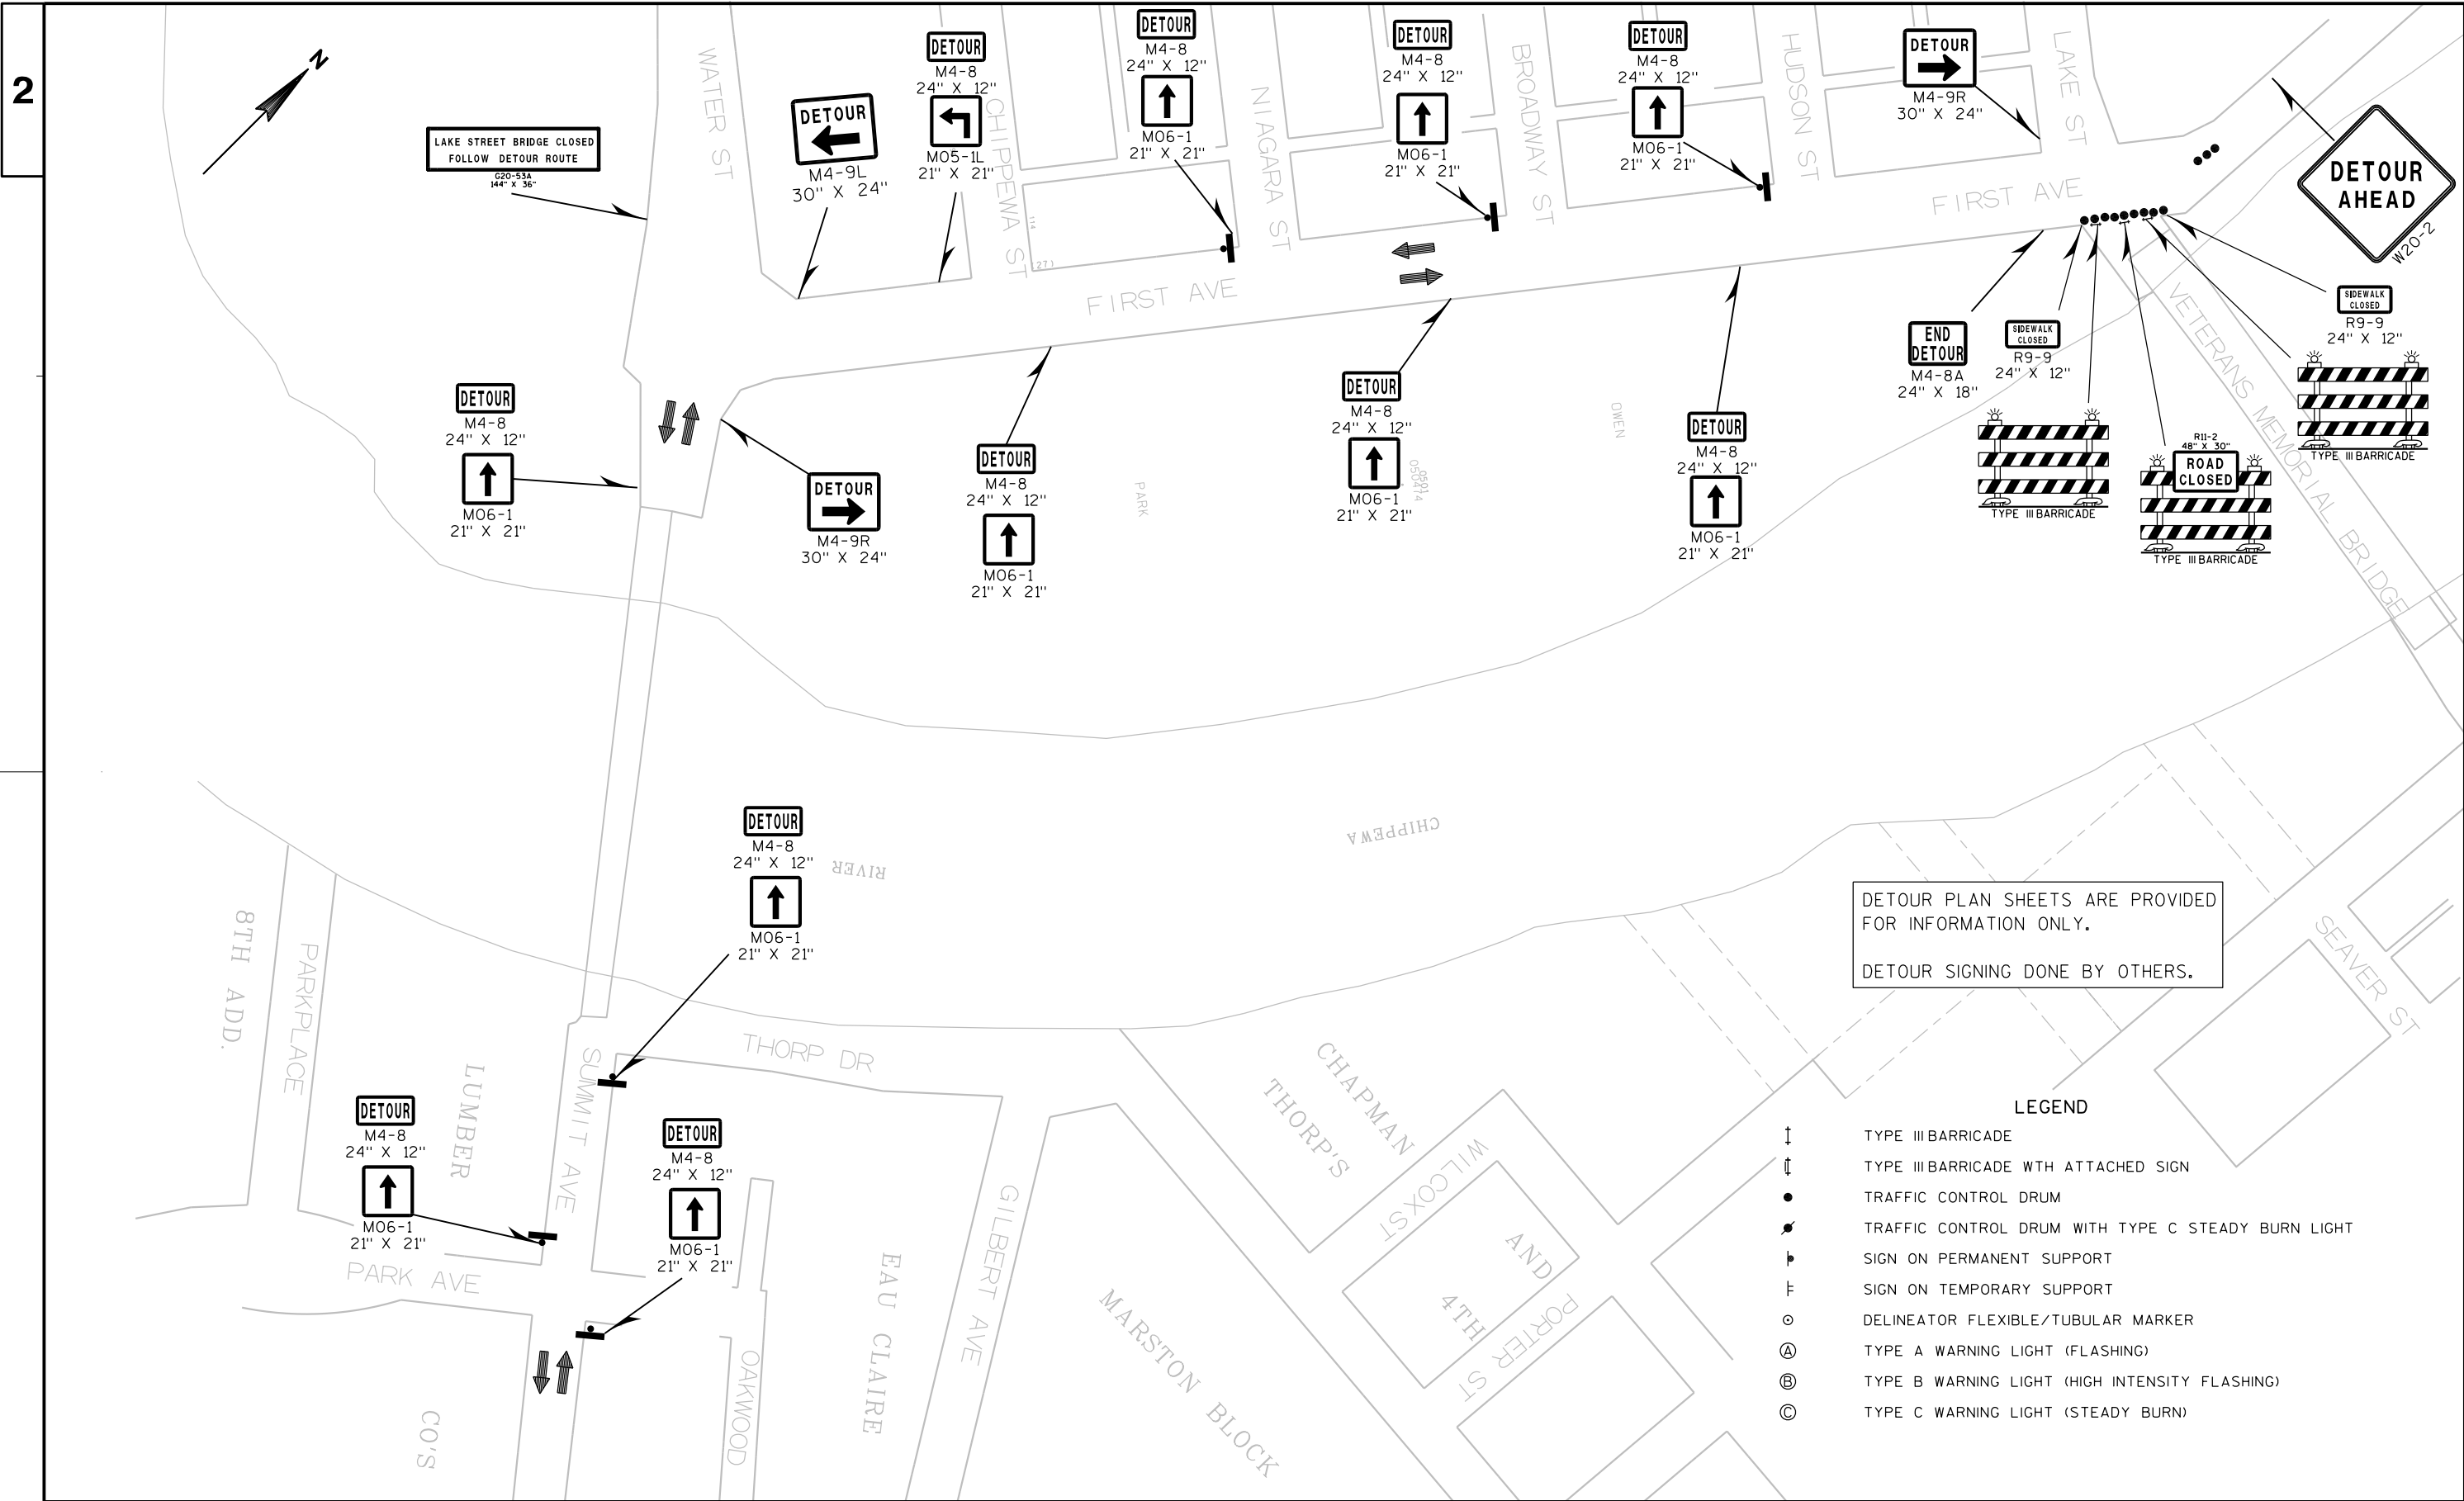 2
N
LAKE STREET BRIDGE CLOSED
FOLLOW DETOUR ROUTE
G20-53A
144" X 36"
WATER ST
DETOUR
M4-9L
30" X 24"
DETOUR
M4-8
24" X 12"
M05-1L
21" X 21"
CHIPPEWA ST
DETOUR
M4-8
24" X 12"
M06-1
21" X 21"
NIAGARA ST
DETOUR
M4-8
24" X 12"
M06-1
21" X 21"
BROADWAY ST
DETOUR
M4-8
24" X 12"
M06-1
21" X 21"
HUDSON ST
DETOUR
M4-9R
30" X 24"
LAKE ST
DETOUR
AHEAD
W20-2
FIRST AVE
FIRST AVE
SIDEWALK
CLOSED
R9-9
24" X 12"
TYPE III BARRICADE
END
DETOUR
M4-8A
24" X 18"
SIDEWALK
CLOSED
R9-9
24" X 12"
TYPE III BARRICADE
R11-2
48" X 30"
ROAD
CLOSED
TYPE III BARRICADE
VETERANS MEMORIAL BRIDGE
DETOUR
M4-8
24" X 12"
M06-1
21" X 21"
DETOUR
M4-9R
30" X 24"
DETOUR
M4-8
24" X 12"
M06-1
21" X 21"
PARK
DETOUR
M4-8
24" X 12"
M06-1
21" X 21"
OWEN
DETOUR
M4-8
24" X 12"
M06-1
21" X 21"
DETOUR
M4-8
24" X 12"
M06-1
21" X 21"
RIVER
CHIPPEWA
DETOUR PLAN SHEETS ARE PROVIDED
FOR INFORMATION ONLY.
DETOUR SIGNING DONE BY OTHERS.
8TH ADD.
PARKPLACE
LUMBER
SUMMIT AVE
THORP DR
CHAPMAN
THORP'S
WILCOX ST
AND
4TH
PORTER ST
SEAVER ST
DETOUR
M4-8
24" X 12"
M06-1
21" X 21"
DETOUR
M4-8
24" X 12"
M06-1
21" X 21"
PARK AVE
CO'S
OAKWOOD
EAU CLAIRE
GILBERT AVE
MARSTON BLOCK
LEGEND
TYPE III BARRICADE
TYPE III BARRICADE WTH ATTACHED SIGN
TRAFFIC CONTROL DRUM
TRAFFIC CONTROL DRUM WITH TYPE C STEADY BURN LIGHT
SIGN ON PERMANENT SUPPORT
SIGN ON TEMPORARY SUPPORT
DELINEATOR FLEXIBLE/TUBULAR MARKER
A TYPE A WARNING LIGHT (FLASHING)
B TYPE B WARNING LIGHT (HIGH INTENSITY FLASHING)
C TYPE C WARNING LIGHT (STEADY BURN)